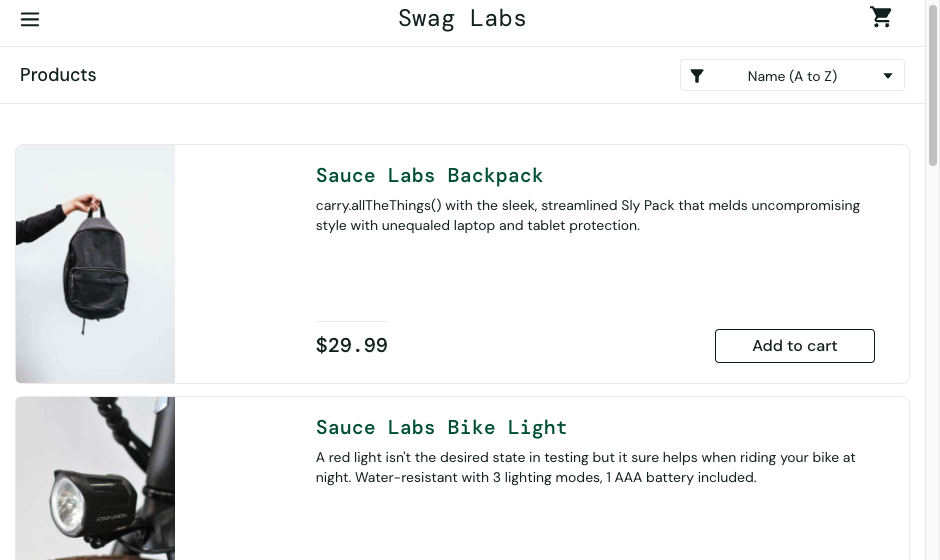 Swag Labs
Products
Name (A to Z)
Sauce Labs Backpack
carry.allTheThings() with the sleek, streamlined Sly Pack that melds uncompromising
style with unequaled laptop and tablet protection.
$29.99
Add to cart
Sauce Labs Bike Light
A red light isn't the desired state in testing but it sure helps when riding your bike at
night. Water-resistant with 3 lighting modes, 1 AAA battery included.
STAR UNION